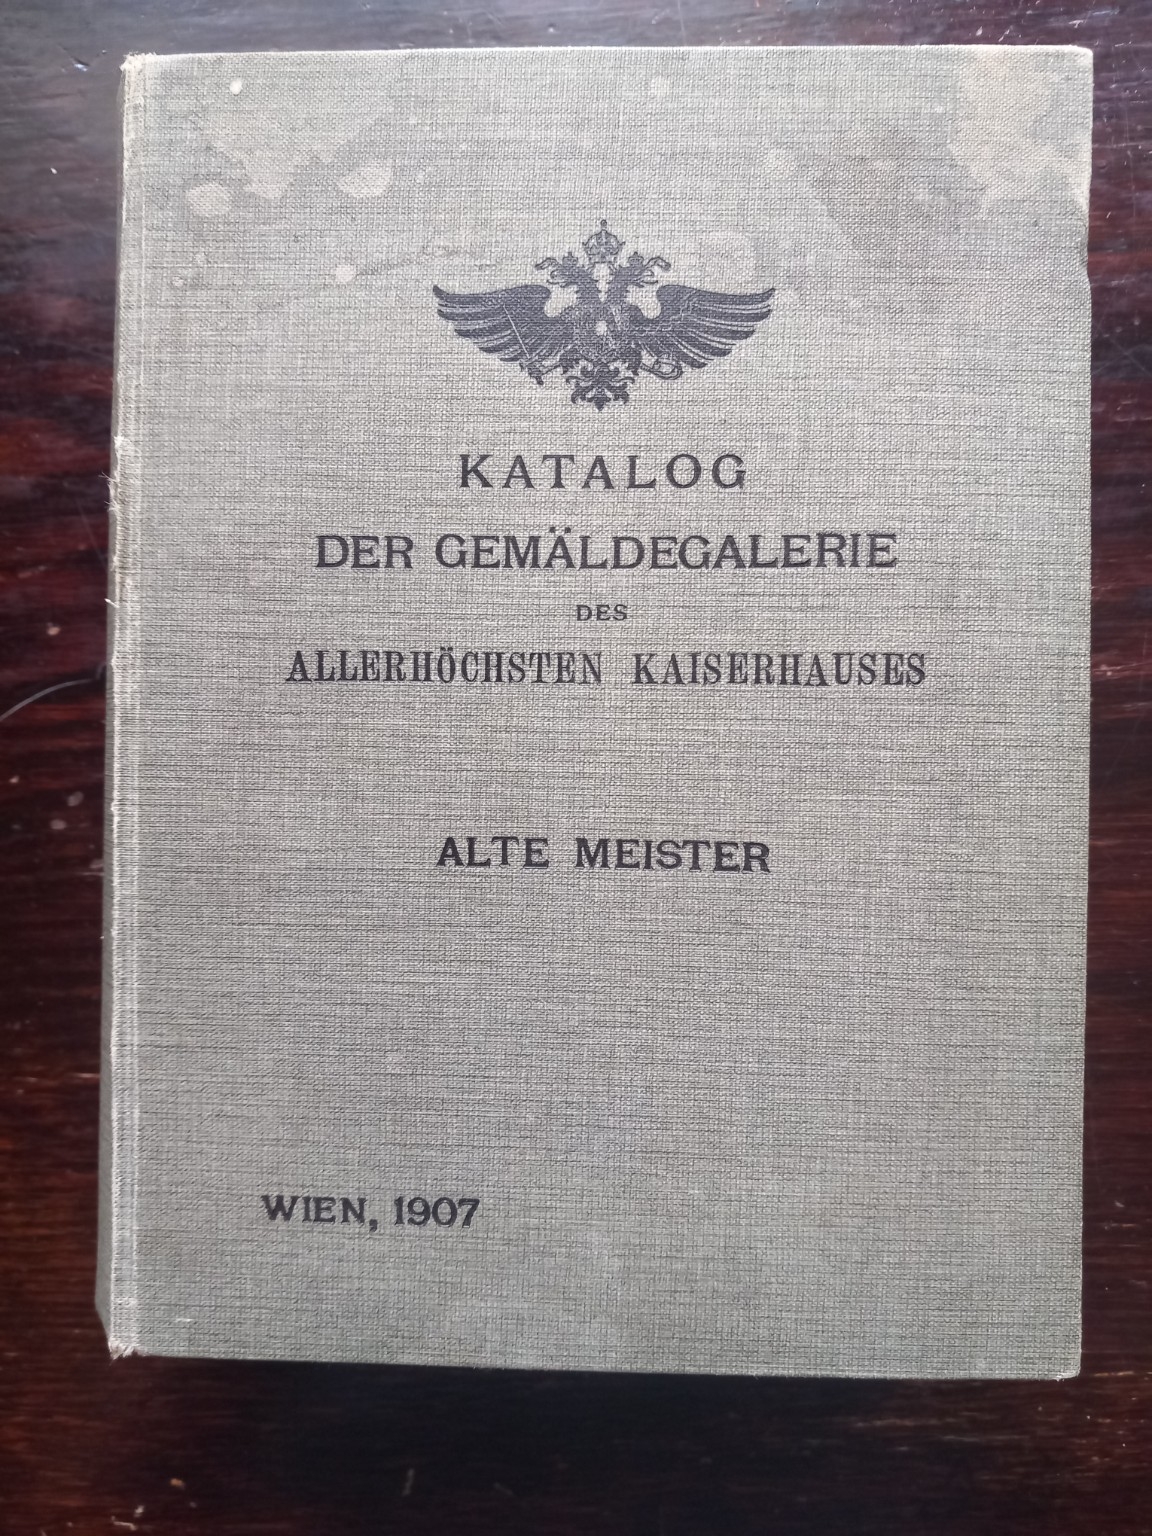 KATALOG
DER GEMÄLDEGALERIE
DES
ALLERHÖCHSTEN KAISERHAUSES
ALTE MEISTER
WIEN, 1907